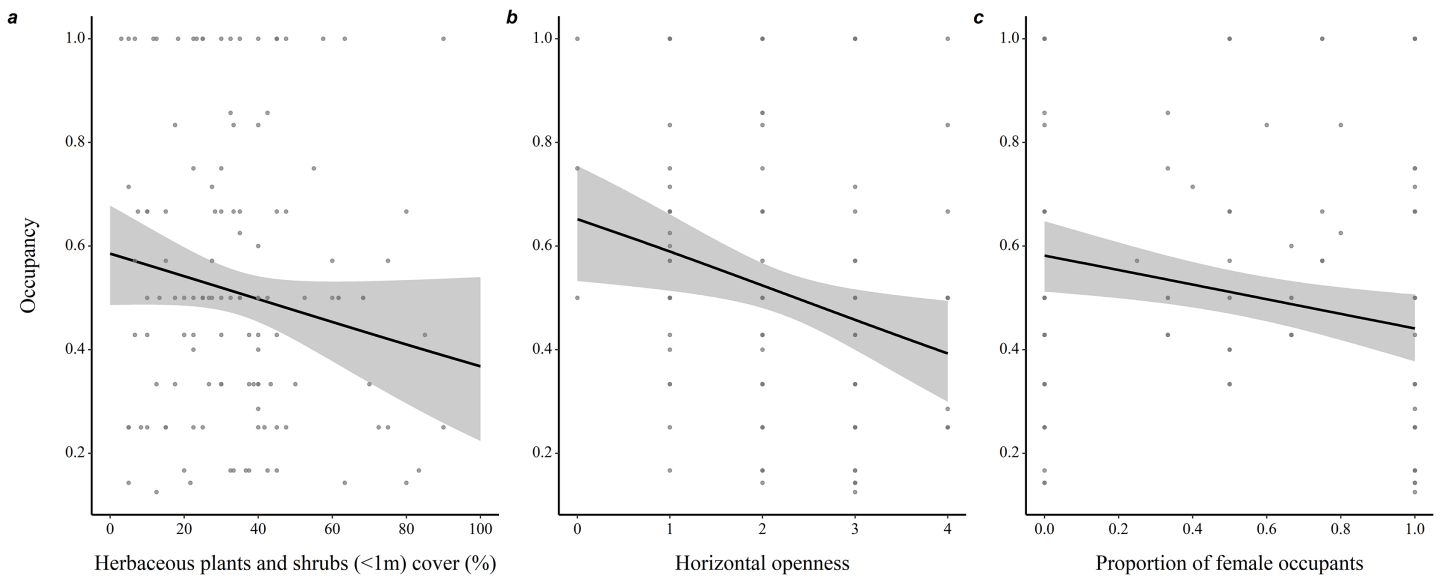 a
b
c
Occupancy
1.0
0.8
0.6
0.4
0.2
0 20 40 60 80 100
Herbaceous plants and shrubs (<1m) cover (%)
1.0
0.8
0.6
0.4
0.2
0 1 2 3 4
Horizontal openness
1.0
0.8
0.6
0.4
0.2
0.0 0.2 0.4 0.6 0.8 1.0
Proportion of female occupants